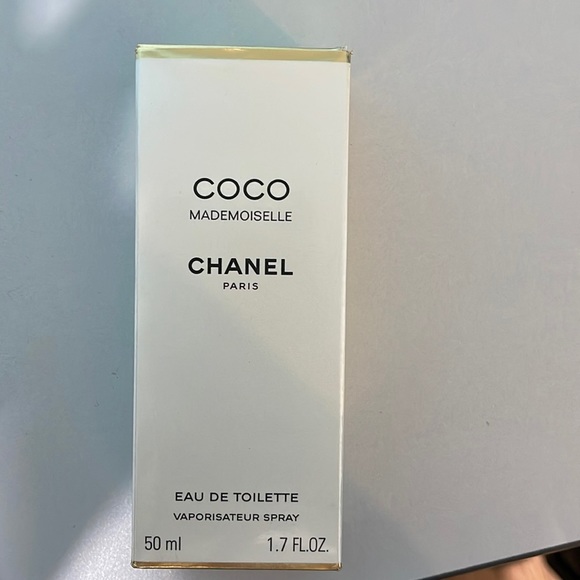 COCO
MADEMOISELLE
CHANEL
PARIS
EAU DE TOILETTE
VAPORISATEUR SPRAY
50 ml 1.7 FL.OZ.